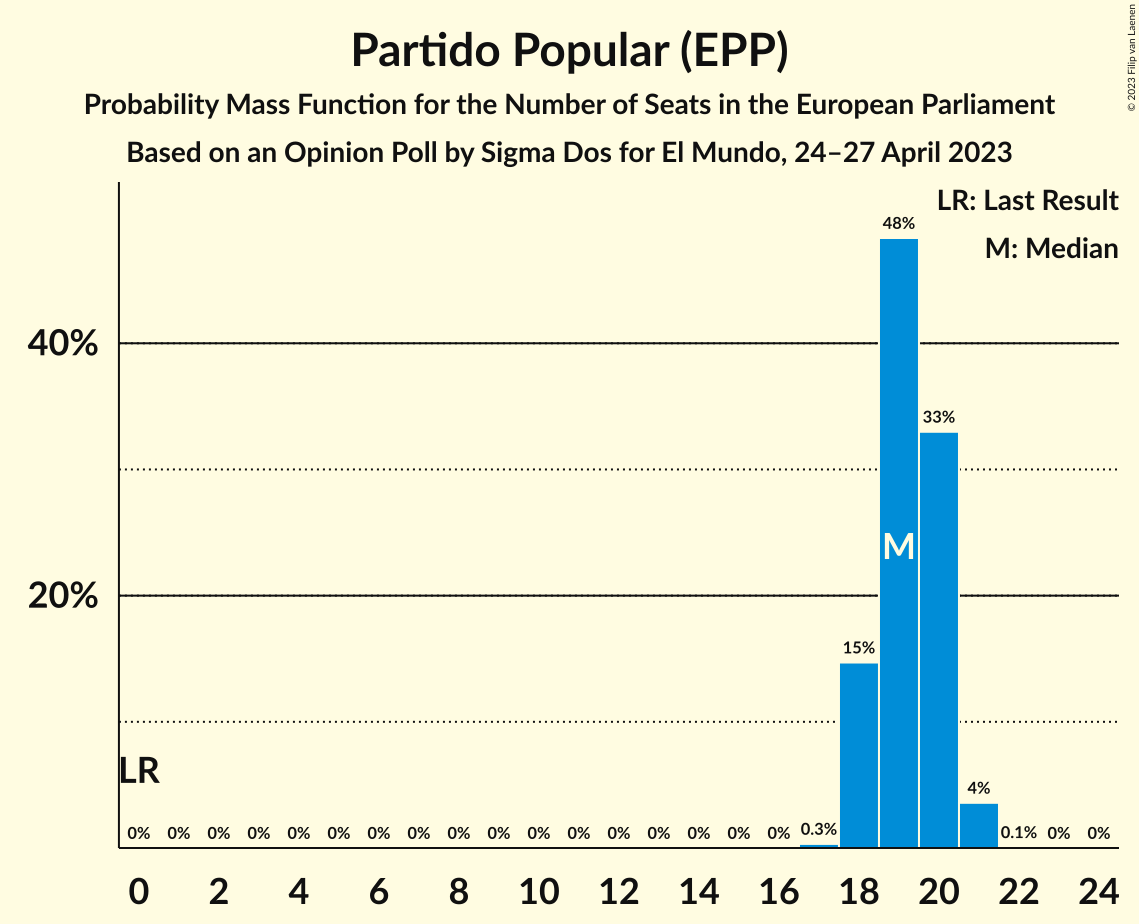 Partido Popular (EPP)
Probability Mass Function for the Number of Seats in the European Parliament
Based on an Opinion Poll by Sigma Dos for El Mundo, 24–27 April 2023
© 2023 Filip van Laenen
LR: Last Result
M: Median
48%
40%
33%
M
20%
15%
LR
4%
0% 0% 0% 0% 0% 0% 0% 0% 0% 0% 0% 0% 0% 0% 0% 0% 0% 0.3% 0.1% 0% 0%
0 2 4 6 8 10 12 14 16 18 20 22 24